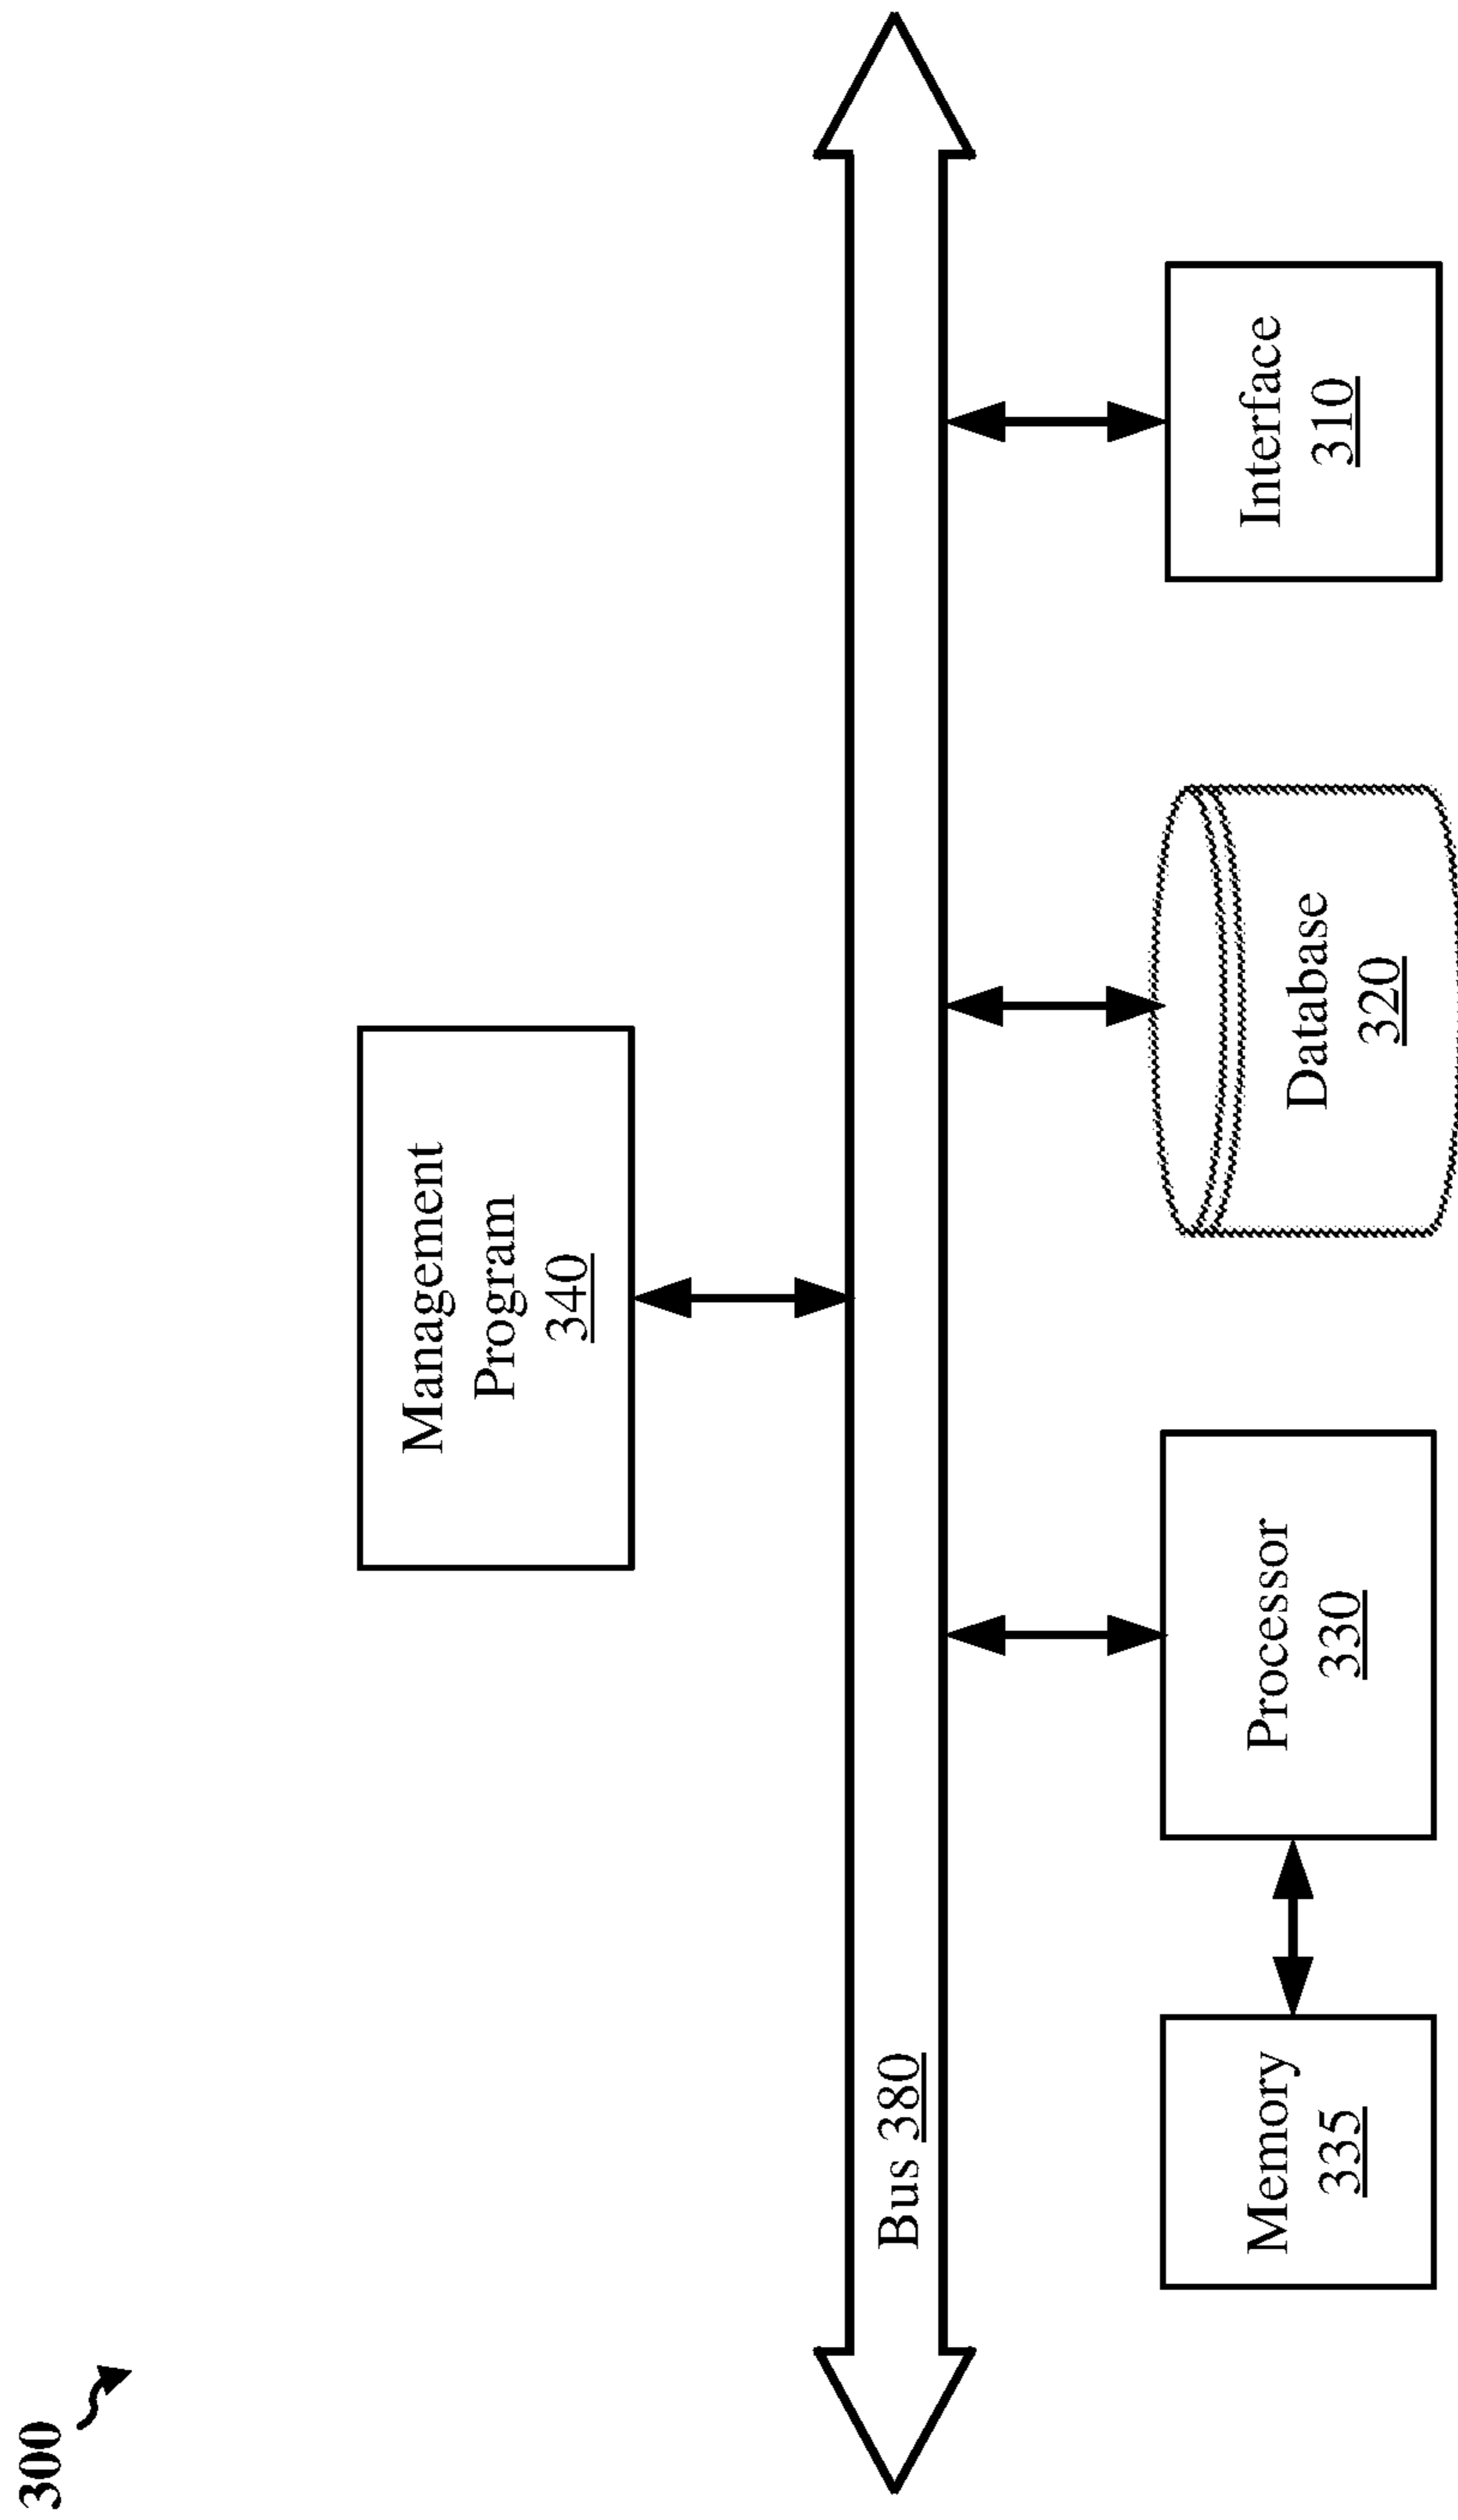 300
Management
Program
340
Bus 380
Memory
335
Processor
330
Database
320
Interface
310